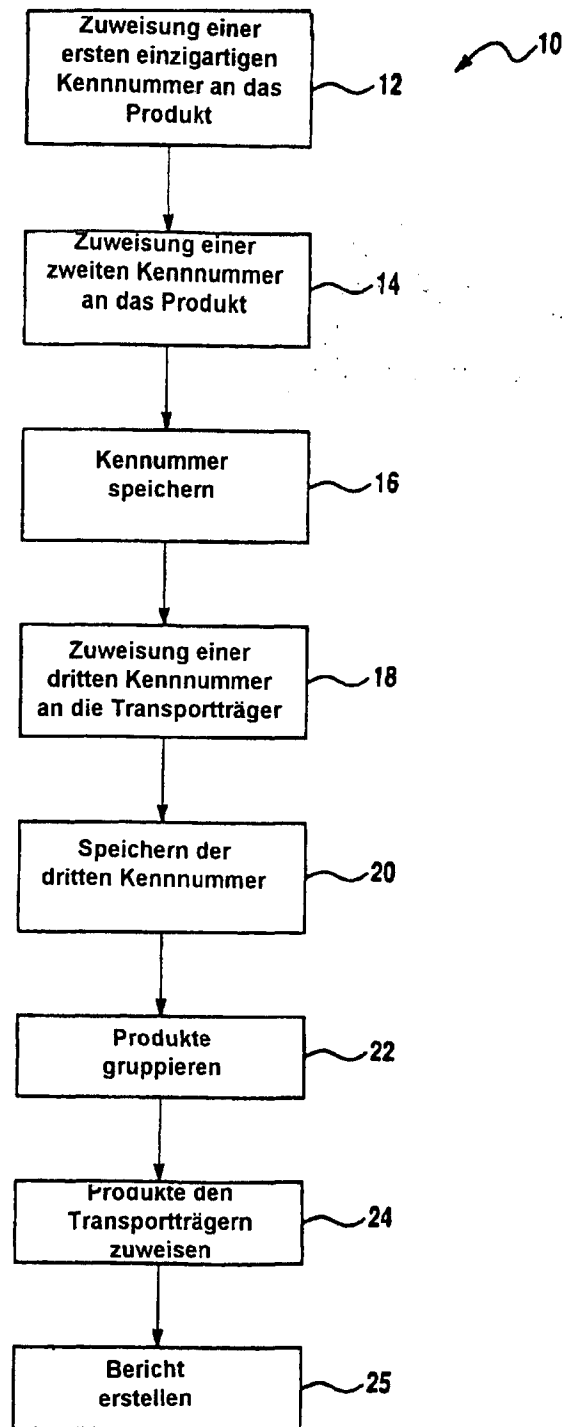 Zuweisung einer
ersten einzigartigen
Kennnummer an das
Produkt
10
12
Zuweisung einer
zweiten Kennnummer
an das Produkt
14
Kennummer
speichern
16
Zuweisung einer
dritten Kennnummer
an die Transportträger
18
Speichern der
dritten Kennnummer
20
Produkte
gruppieren
22
Produkte den
Transportträgern
zuweisen
24
Bericht
erstellen
25